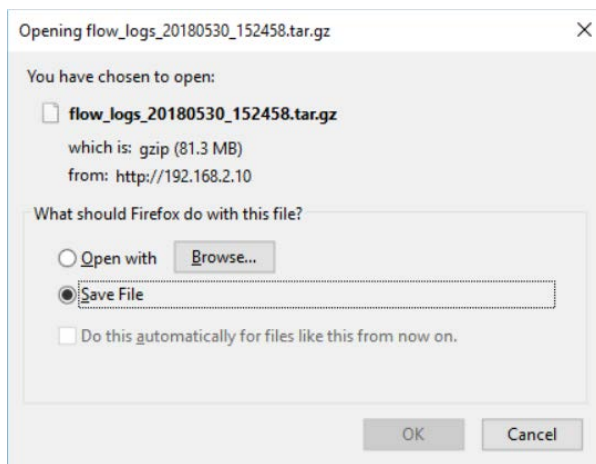 Opening flow_logs_20180530_152458.tar.gz
You have chosen to open:
flow_logs_20180530_152458.tar.gz
which is: gzip (81.3 MB)
from: http://192.168.2.10
What should Firefox do with this file?
Open with Browse...
Save File
Do this automatically for files like this from now on.
OK Cancel